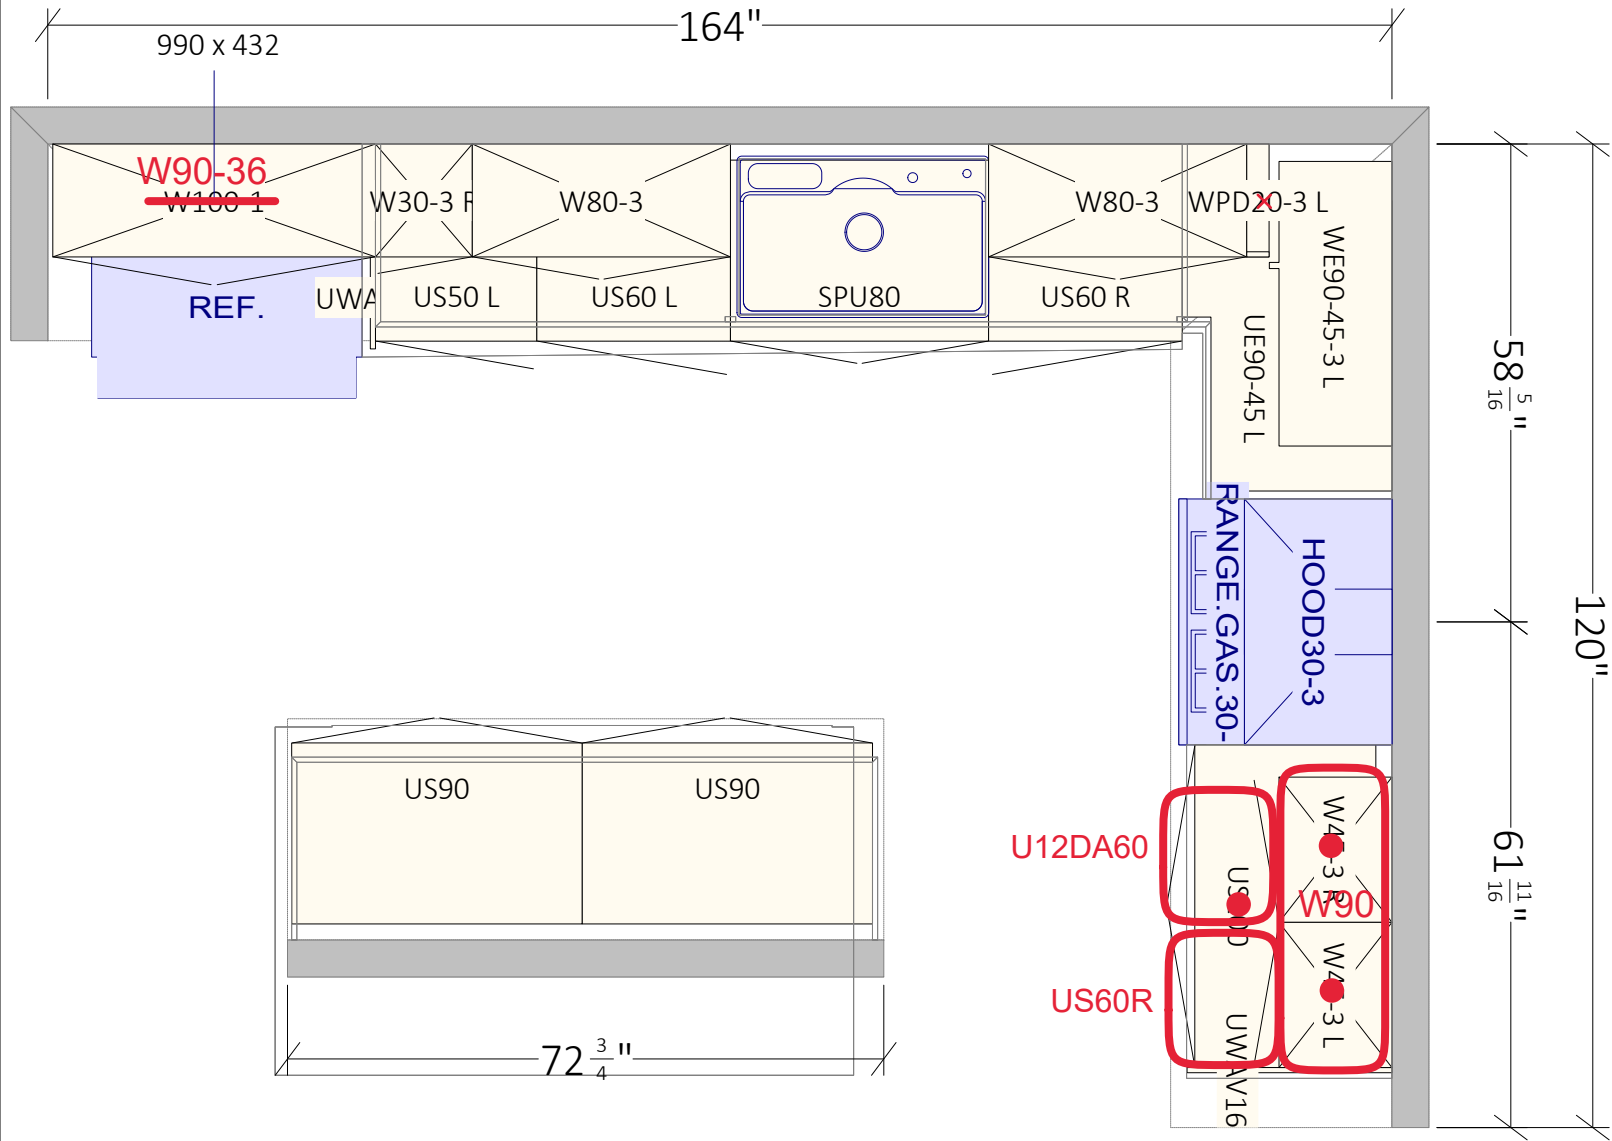 164"
990 x 432
W90-36
W100-1
W30-3 R
W80-3
W80-3
WPD20-3 L
WE90-45-3 L
REF.
UWA
US50 L
US60 L
SPU80
US60 R
UE90-45 L
58 5/16"
120"
RANGE.GAS.30-
HOOD30-3
US90
US90
U12DA60
W90
US60R
UWAV16
61 11/16"
72 3/4"